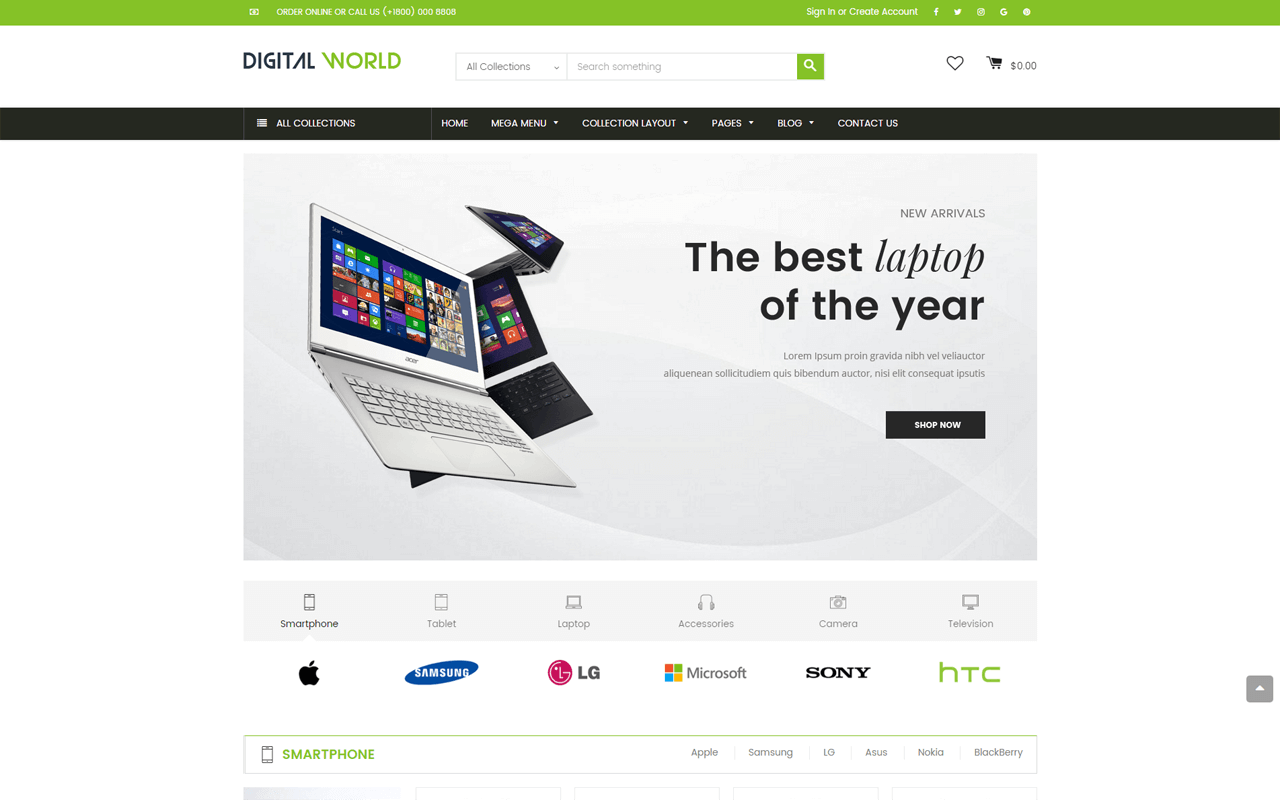 ORDER ONLINE OR CALL US (+1800) 000 8808
Sign In or Create Account
DIGITAL WORLD
All Collections
Search something
$0.00
ALL COLLECTIONS
HOME
MEGA MENU
COLLECTION LAYOUT
PAGES
BLOG
CONTACT US
NEW ARRIVALS
The best laptop
of the year
Lorem Ipsum proin gravida nibh vel veliauctor
aliquenean sollicitudiem quis bibendum auctor, nisi elit consequat ipsutis
SHOP NOW
Start
acer
Smartphone
Tablet
Laptop
Accessories
Camera
Television
SAMSUNG
LG
Microsoft
SONY
hTC
SMARTPHONE
Apple
Samsung
LG
Asus
Nokia
BlackBerry